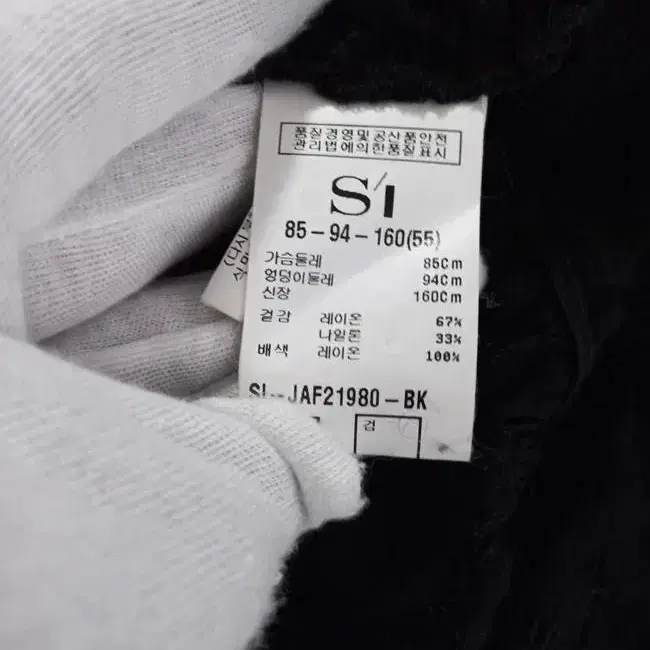 품질경영및공산품안전
관리법에의한품질표시
S'I
85-94-160(55)
가슴둘레 85Cm
엉덩이둘레 94Cm
신장 160Cm
겉감 레이온 67%
나일론 33%
배색 레이온 100%
SI-JAF21980-BK
검
(다시